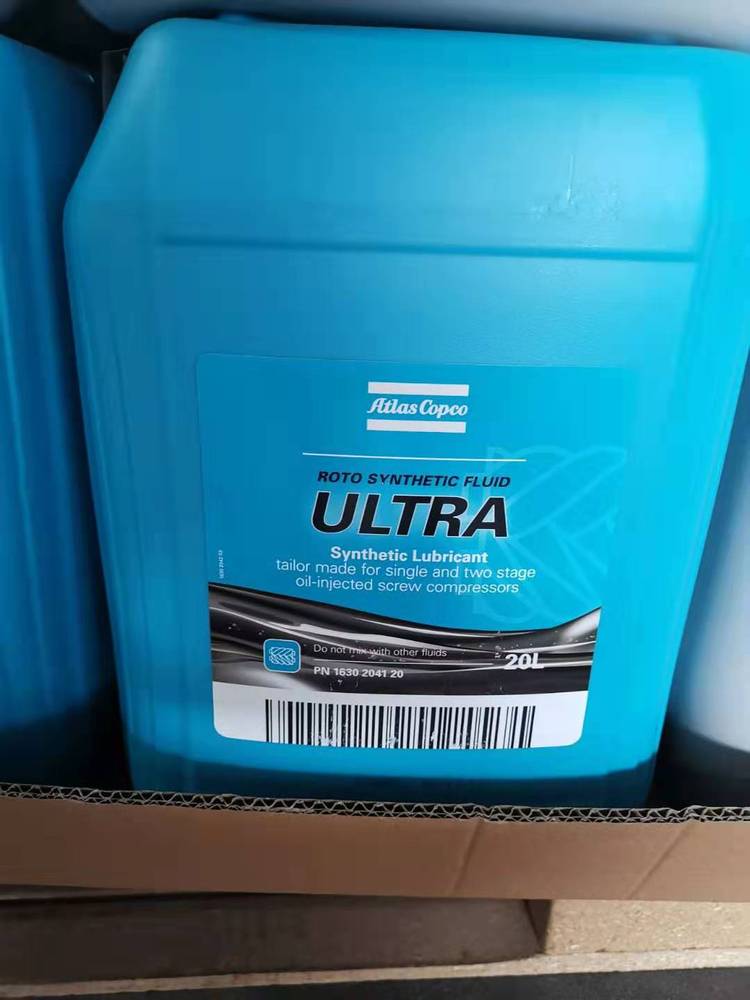 Atlas Copco
ROTO SYNTHETIC FLUID
ULTRA
Synthetic Lubricant
tailor made for single and two stage
oil-injected screw compressors
Do not mix with other fluids
20L
PN 1630 2041 20